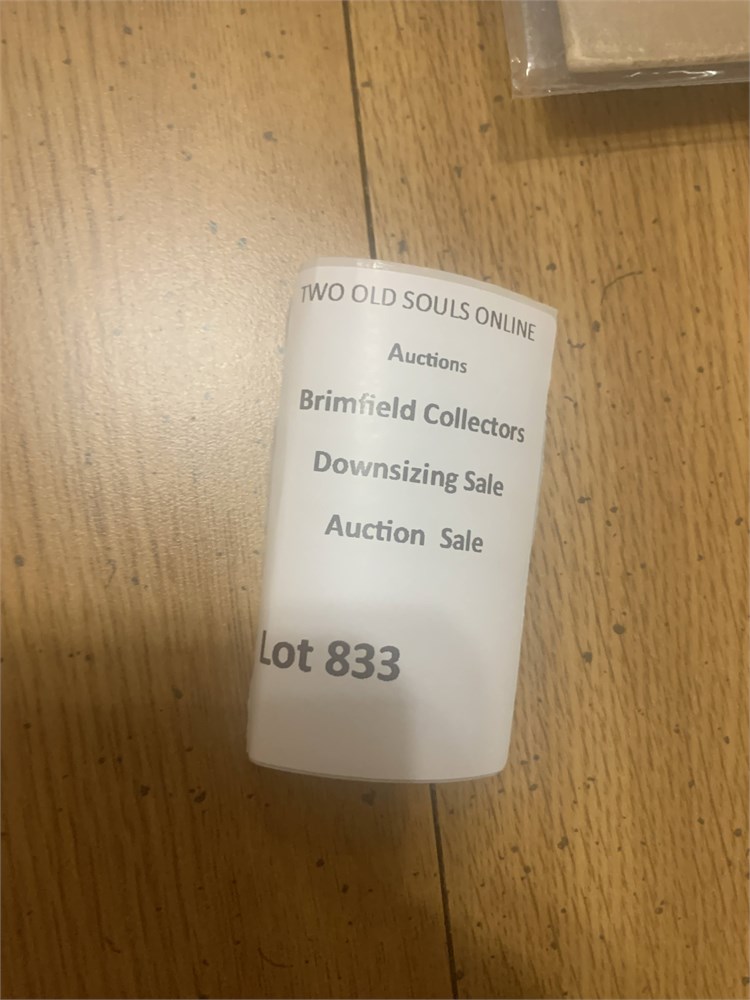 TWO OLD SOULS ONLINE
Auctions
Brimfield Collectors
Downsizing Sale
Auction Sale
Lot 833